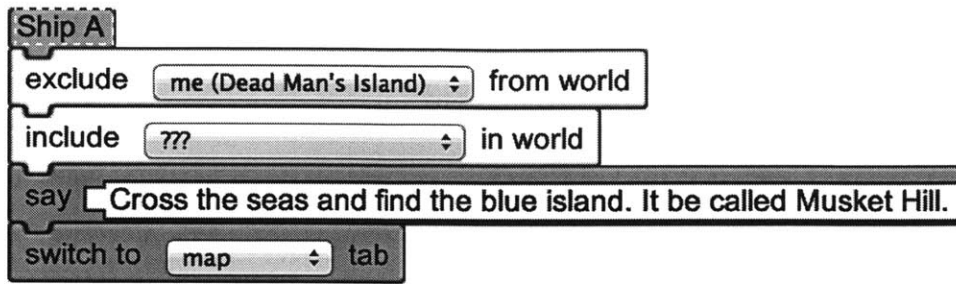 Ship A
exclude me (Dead Man's Island) from world
include ??? in world
say Cross the seas and find the blue island. It be called Musket Hill.
switch to map tab